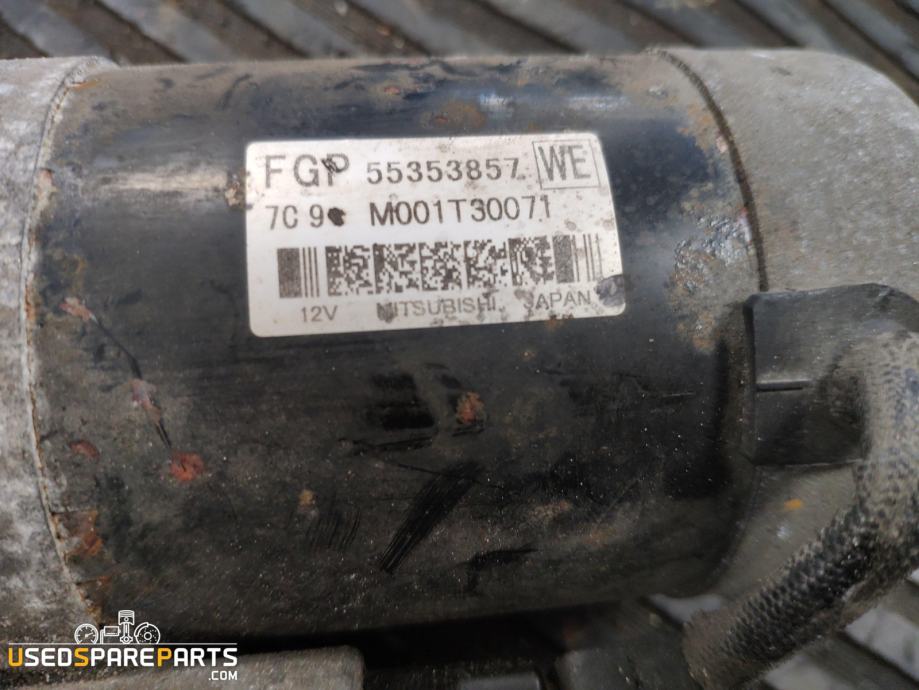 FGP 55353857 WE
7C 9 M001T30071
12V MITSUBISHI JAPAN
USEDSPAREPARTS
.COM